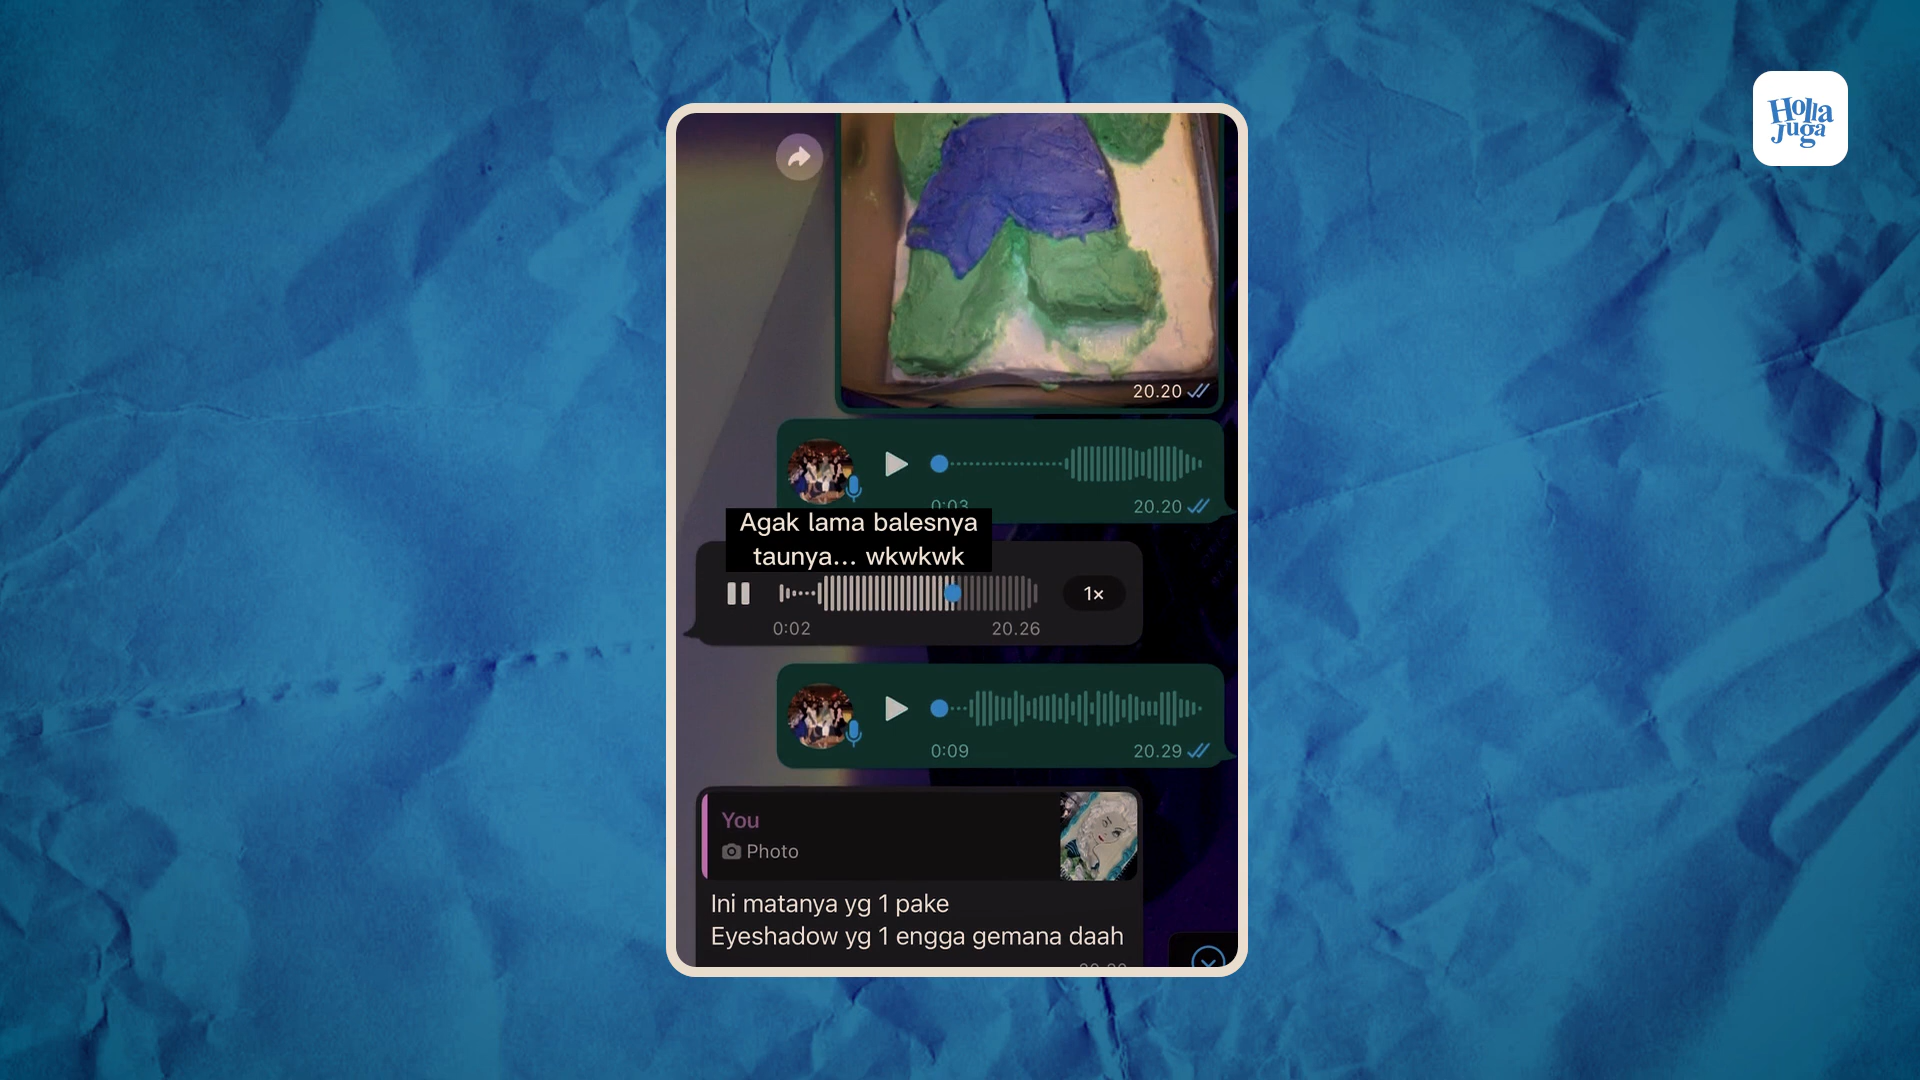 Holla
Juga
20.20
0:03
20.20
Agak lama balesnya
taunya... wkwkwk
1×
0:02
20.26
0:09
20.29
You
Photo
Ini matanya yg 1 pake
Eyeshadow yg 1 engga gemana daah